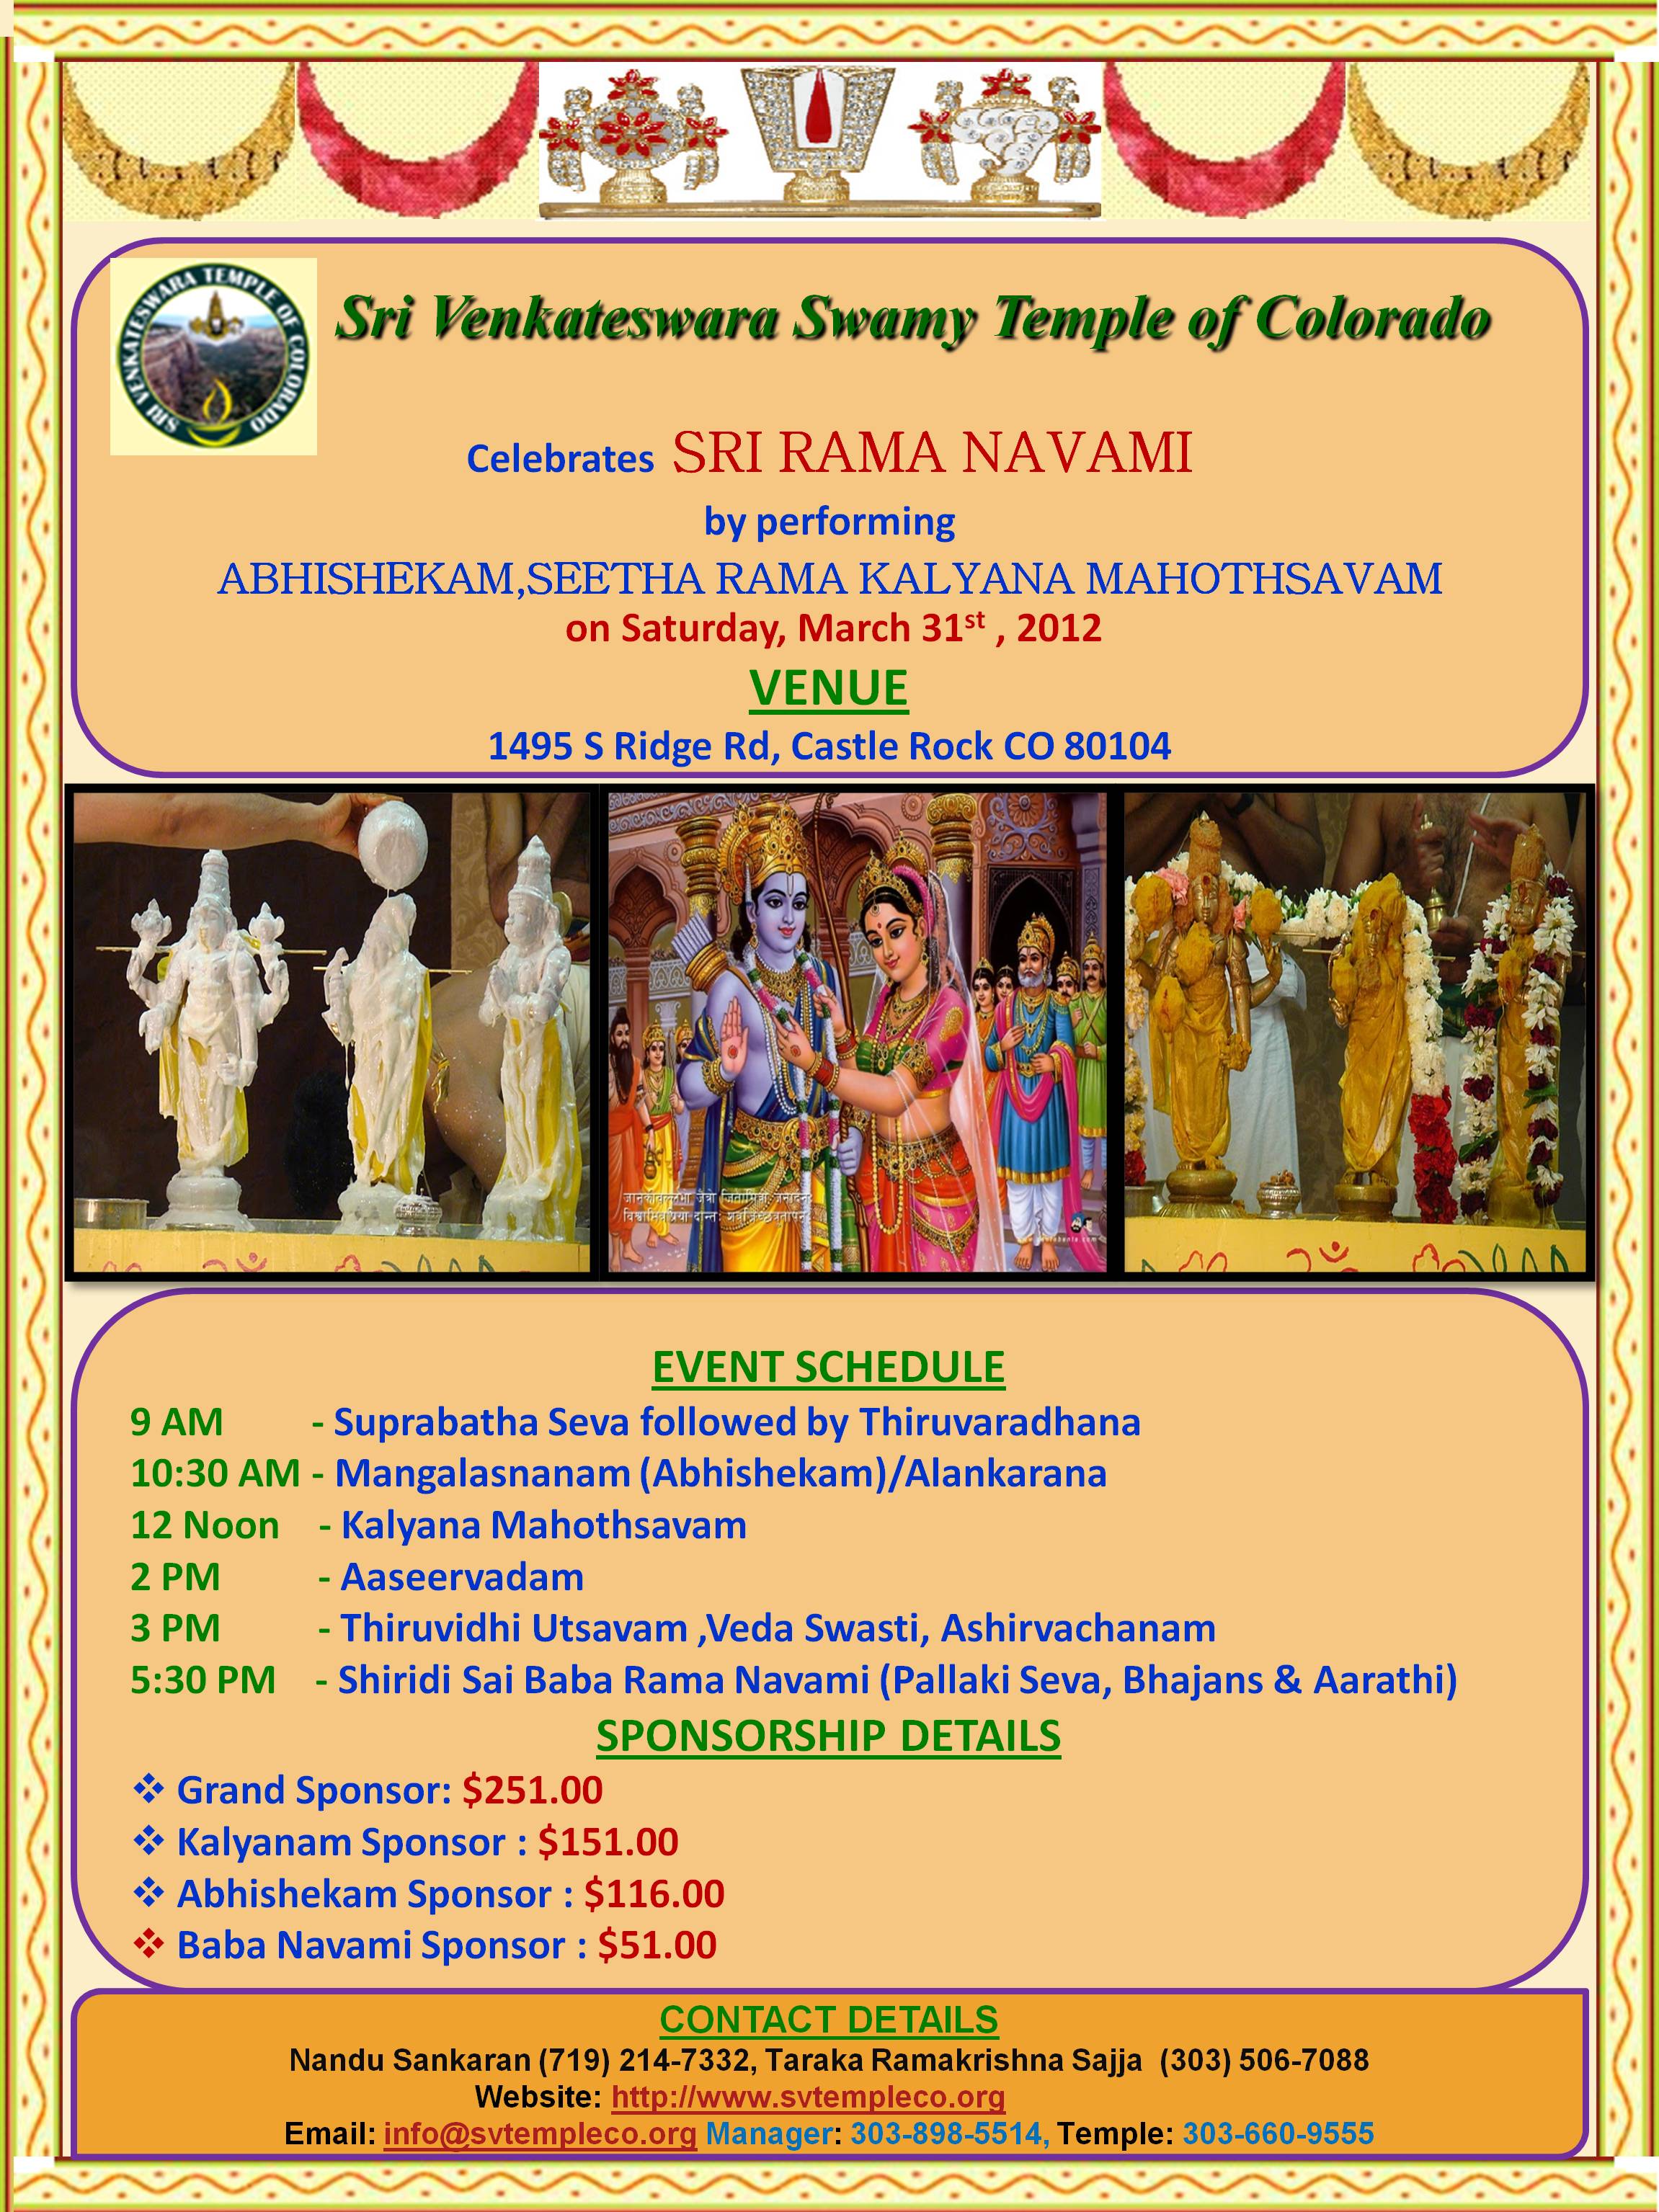 SRI VENKATESWARA TEMPLE OF COLORADO
Sri Venkateswara Swamy Temple of Colorado
Celebrates SRI RAMA NAVAMI
by performing
ABHISHEKAM,SEETHA RAMA KALYANA MAHOTHSAVAM
on Saturday, March 31st , 2012
VENUE
1495 S Ridge Rd, Castle Rock CO 80104
EVENT SCHEDULE
9 AM - Suprabatha Seva followed by Thiruvaradhana
10:30 AM - Mangalasnanam (Abhishekam)/Alankarana
12 Noon - Kalyana Mahothsavam
2 PM - Aaseervadam
3 PM - Thiruvidhi Utsavam ,Veda Swasti, Ashirvachanam
5:30 PM - Shiridi Sai Baba Rama Navami (Pallaki Seva, Bhajans & Aarathi)
SPONSORSHIP DETAILS
❖ Grand Sponsor: $251.00
❖ Kalyanam Sponsor : $151.00
❖ Abhishekam Sponsor : $116.00
❖ Baba Navami Sponsor : $51.00
CONTACT DETAILS
Nandu Sankaran (719) 214-7332, Taraka Ramakrishna Sajja (303) 506-7088
Website: http://www.svtempleco.org
Email: info@svtempleco.org Manager: 303-898-5514, Temple: 303-660-9555